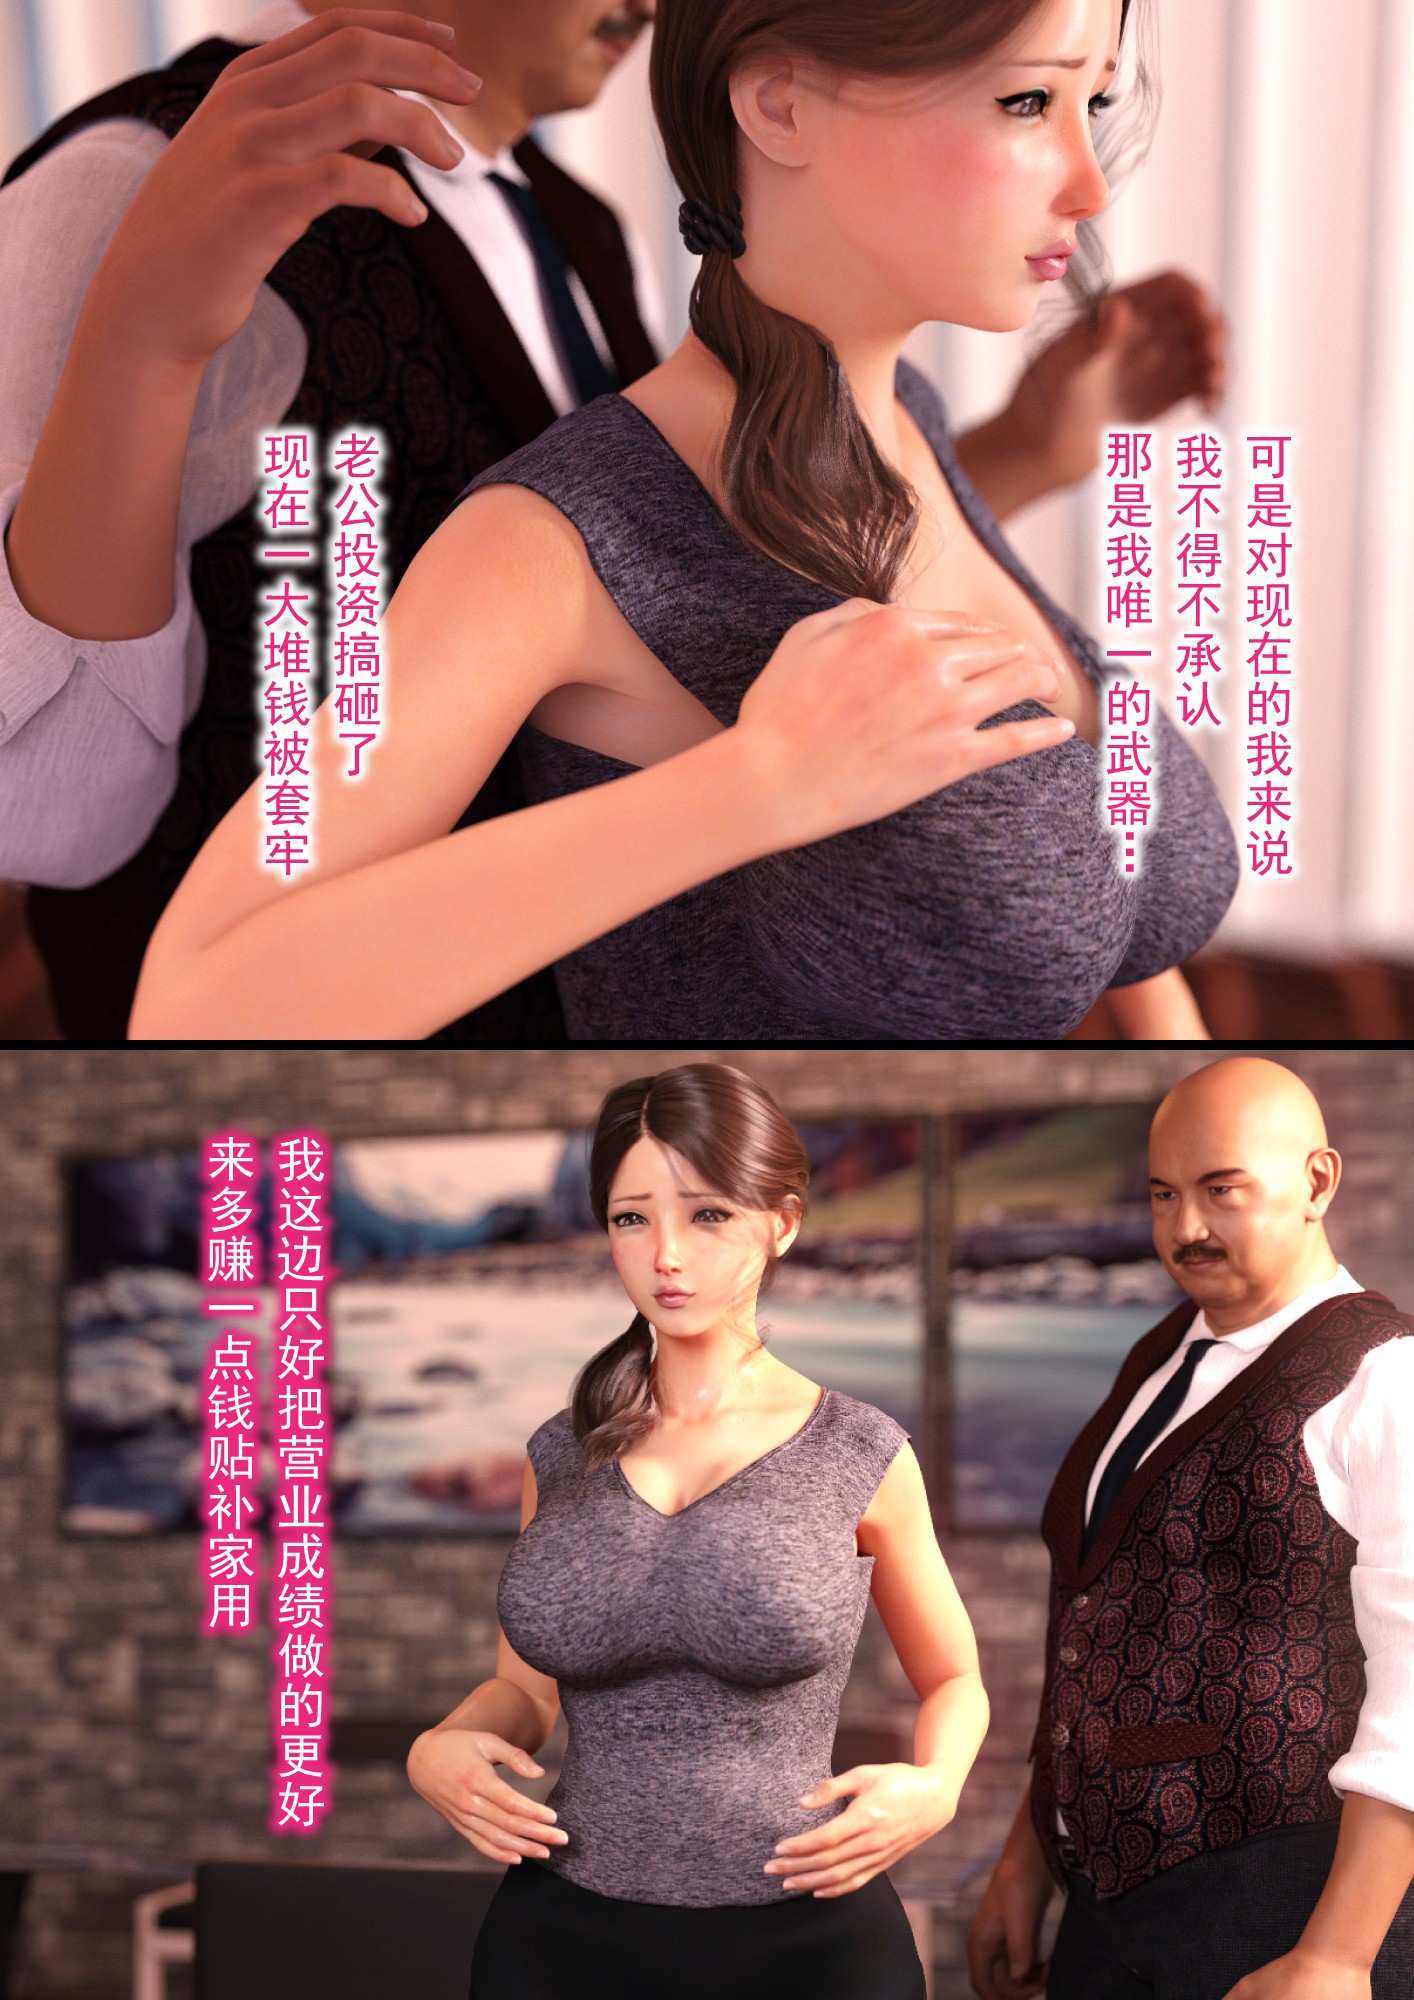 可是对现在的我来说
我不得不承认
那是我唯一的武器…
老公投资搞砸了
现在一大堆钱被套牢
我这边只好把营业成绩做的更好
来多赚一点钱贴补家用